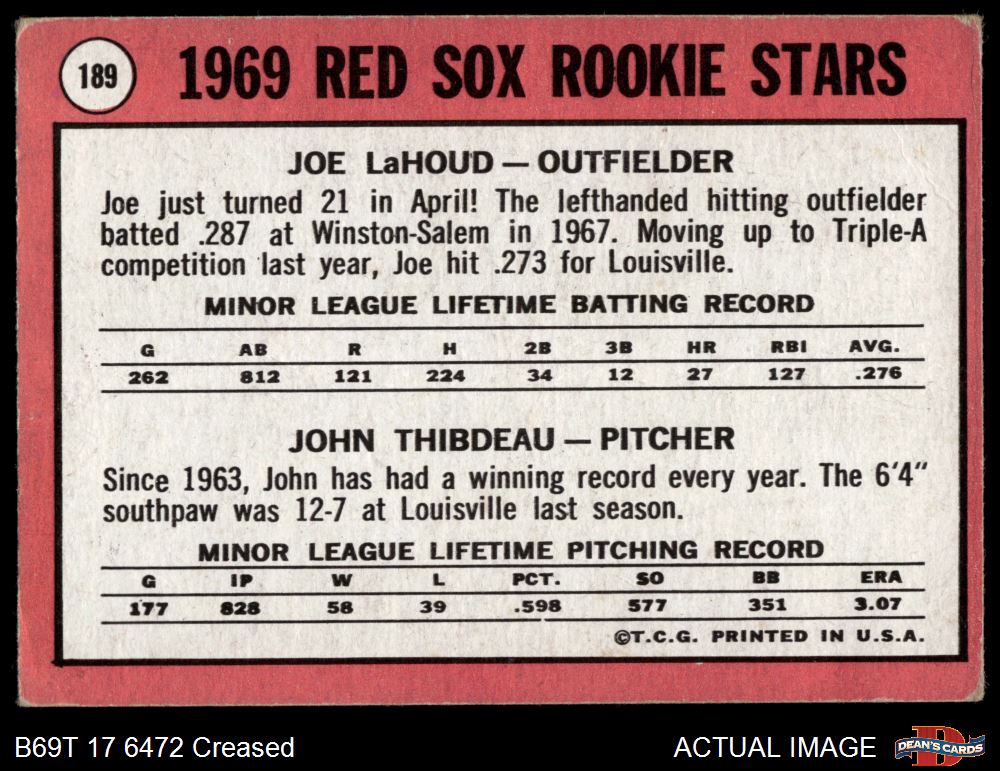 189
1969 RED SOX ROOKIE STARS
JOE LaHOUD — OUTFIELDER
Joe just turned 21 in April! The lefthanded hitting outfielder
batted .287 at Winston-Salem in 1967. Moving up to Triple-A
competition last year, Joe hit .273 for Louisville.
MINOR LEAGUE LIFETIME BATTING RECORD
G AB R H 2B 3B HR RBI AVG.
262 812 121 224 34 12 27 127 .276
JOHN THIBDEAU — PITCHER
Since 1963, John has had a winning record every year. The 6'4"
southpaw was 12-7 at Louisville last season.
MINOR LEAGUE LIFETIME PITCHING RECORD
G IP W L PCT. SO BB ERA
177 828 58 39 .598 577 351 3.07
©T.C.G. PRINTED IN U.S.A.
B69T 17 6472 Creased
ACTUAL IMAGE
D
DEAN'S CARDS